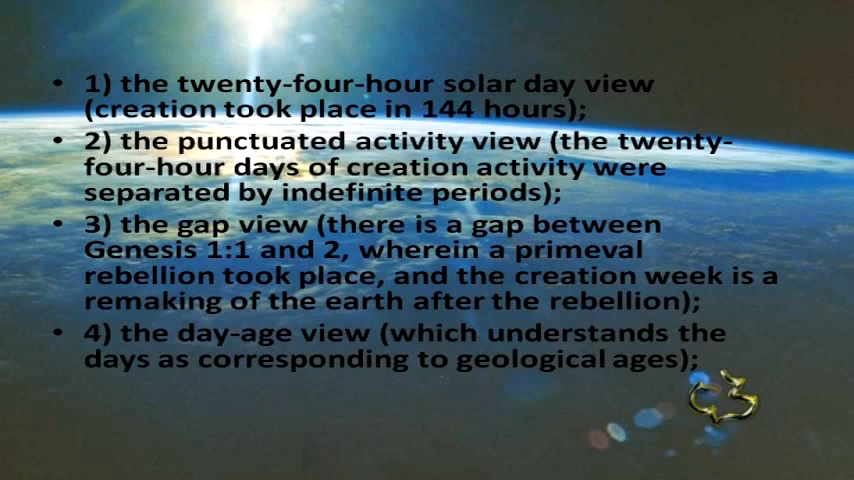 • 1) the twenty-four-hour solar day view
(creation took place in 144 hours);
• 2) the punctuated activity view (the twenty-
four-hour days of creation activity were
separated by indefinite periods);
• 3) the gap view (there is a gap between
Genesis 1:1 and 2, wherein a primeval
rebellion took place, and the creation week is a
remaking of the earth after the rebellion);
• 4) the day-age view (which understands the
days as corresponding to geological ages);